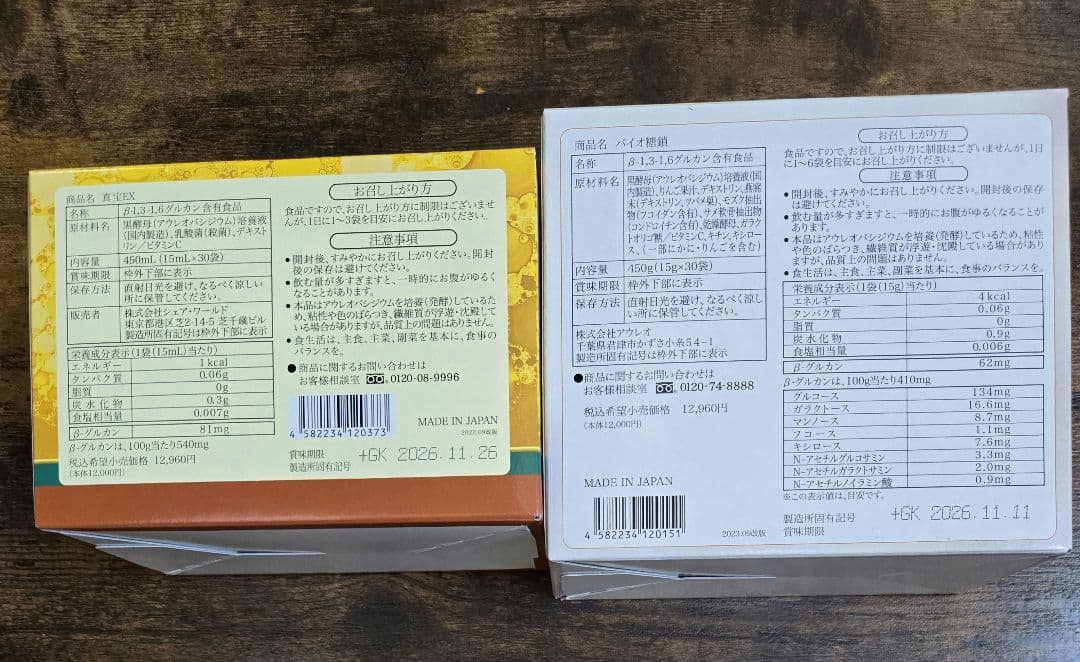 商品名 真宝EX
名称 β-1,3-1,6グルカン含有食品
原材料名 黒酵母(アウレオバシジウム)培養液
(国内製造)、乳酸菌(殺菌)、デキスト
リン/ビタミンC
内容量 450mL(15mL×30袋)
賞味期限 枠外下部に表示
保存方法 直射日光を避け、なるべく涼しい
所に保管してください。
販売者 株式会社シェア・ワールド
東京都港区芝2-14-5 芝千蔵ビル
製造所固有記号は枠外下部に表示
栄養成分表示(1袋(15mL)当たり)
エネルギー 1kcal
タンパク質 0.06g
脂質 0g
炭水化物 0.3g
食塩相当量 0.007g
β-グルカン 81mg
β-グルカンは、100g当たり540mg
税込希望小売価格 12,960円
(本体12,000円)
お召し上がり方
食品ですので、お召し上がり方に制限はございませ
んが、1日に1~3袋を目安にお召し上がりください。
注意事項
●開封後、すみやかにお召し上がりください。開封
後の保存は避けてください。
●飲む量が多すぎますと、一時的にお腹がゆるく
なることがあります。
●本品はアウレオバシジウムを培養(発酵)しているた
め、粘性や色のばらつき、繊維質が浮遊・沈殿して
いる場合がありますが、品質上の問題はありません。
●食生活は、主食、主菜、副菜を基本に、食事の
バランスを。
●商品に関するお問い合わせは
お客様相談室 0120-08-9996
4 582234 120373
MADE IN JAPAN
2022.09改版
賞味期限
製造所固有記号
+GK 2026.11.26
商品名 バイオ糖鎖
名称 β-1,3-1,6グルカン含有食品
原材料名 黒酵母(アウレオバシジウム)培養液(国
内製造)、りんご果汁、デキストリン、燕窩
末(デキストリン、ツバメ巣)、モズク抽出
物(フコイダン含有)、サメ軟骨抽出物
(コンドロイチン含有)、乾燥酵母、ガラク
トオリゴ糖/ビタミンC、キチン、キシロー
ス、(一部にかに・りんごを含む)
内容量 450g(15g×30袋)
賞味期限 枠外下部に表示
保存方法 直射日光を避け、なるべく涼し
い所に保管してください。
株式会社アウレオ
千葉県君津市かずさ小糸54-1
製造所固有記号は枠外下部に表示
●商品に関するお問い合わせは
お客様相談室 0120-74-8888
税込希望小売価格 12,960円
(本体12,000円)
MADE IN JAPAN
4 582234 120151
2023.09改版
お召し上がり方
食品ですので、お召し上がり方に制限はございませんが、1日
に1~6袋を目安にお召し上がりください。
注意事項
●開封後、すみやかにお召し上がりください。開封後の保存
は避けてください。
●飲む量が多すぎますと、一時的にお腹がゆるくなることが
あります。
●本品はアウレオバシジウムを培養(発酵)しているため、粘性
や色のばらつき、繊維質が浮遊・沈殿している場合があり
ますが、品質上の問題はありません。
●食生活は、主食、主菜、副菜を基本に、食事のバランスを。
栄養成分表示(1袋(15g)当たり)
エネルギー 4kcal
タンパク質 0.06g
脂質 0g
炭水化物 0.9g
食塩相当量 0.006g
β-グルカン 62mg
β-グルカンは、100g当たり410mg
グルコース 134mg
ガラクトース 16.6mg
マンノース 8.7mg
フコース 1.1mg
キシロース 7.6mg
N-アセチルグルコサミン 3.3mg
N-アセチルガラクトサミン 2.0mg
N-アセチルノイラミン酸 0.9mg
※この表示値は、目安です。
製造所固有記号
賞味期限
+GK 2026.11.11